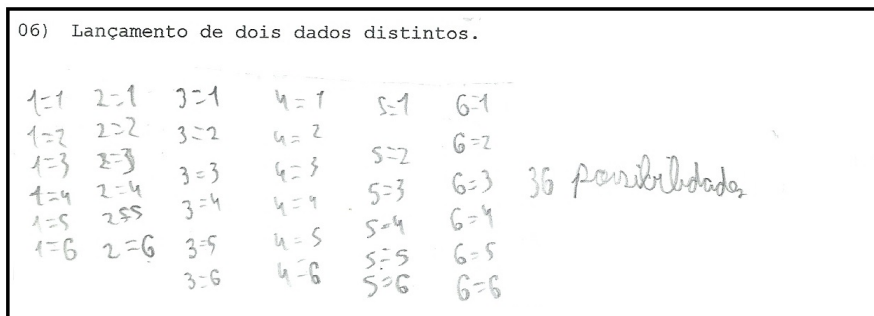 06) Lançamento de dois dados distintos.
1=1 2=1 3=1 4=1 5=1 6=1
1=2 2=2 3=2 4=2 5=2 6=2
1=3 2=3 3=3 4=3 5=3 6=3
1=4 2=4 3=4 4=4 5=4 6=4
1=5 2=5 3=5 4=5 5=5 6=5
1=6 2=6 3=6 4=6 5=6 6=6
36 possibilidades